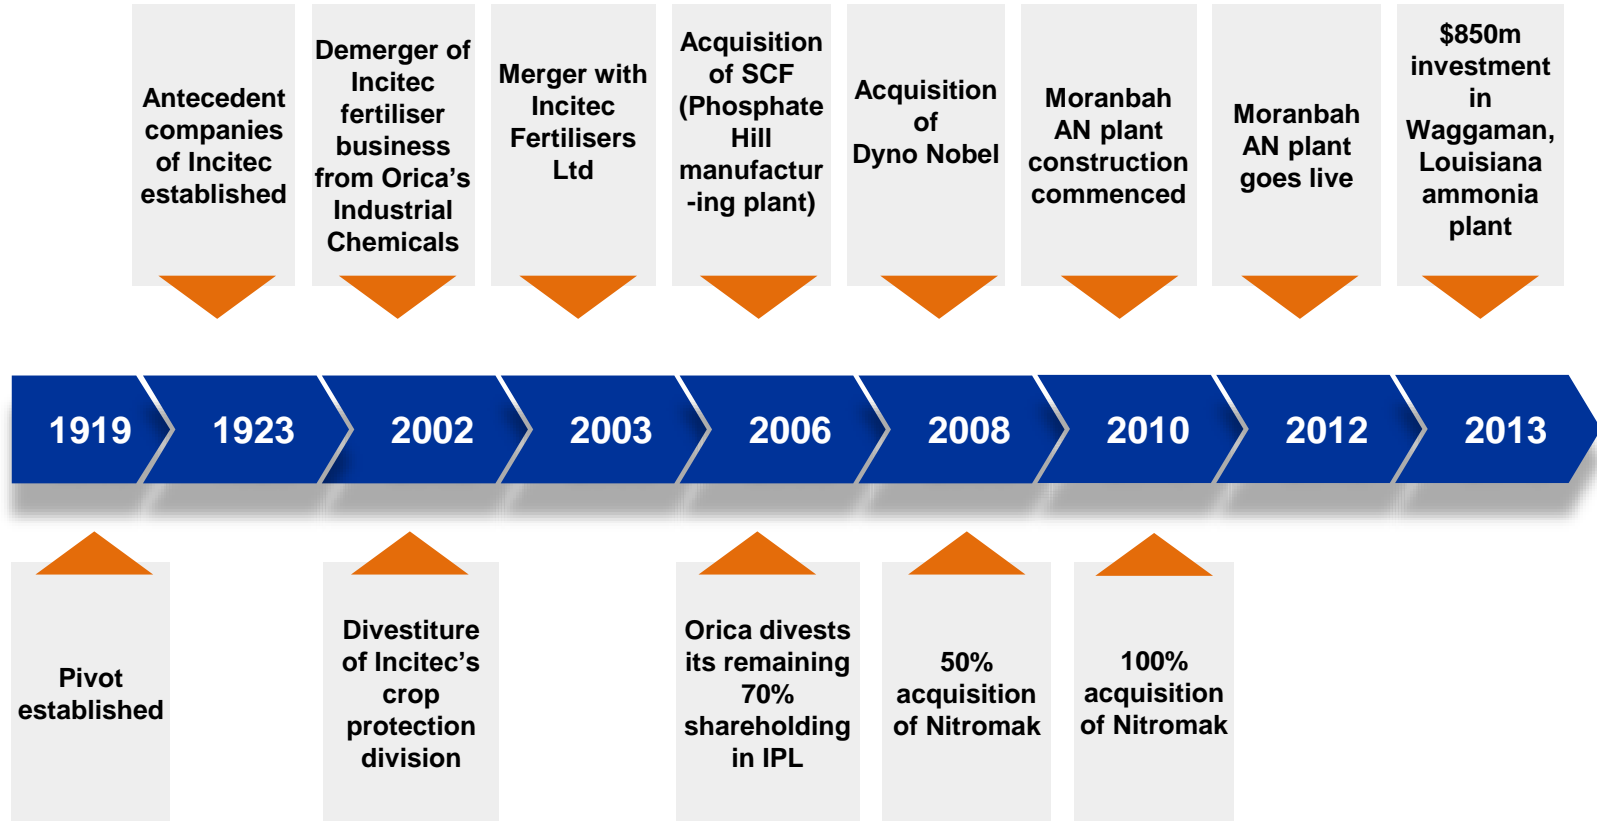 Antecedent
companies
of Incitec
established
Demerger of
Incitec
fertiliser
business
from Orica’s
Industrial
Chemicals
Merger with
Incitec
Fertilisers
Ltd
Acquisition
of SCF
(Phosphate
Hill
manufactur
-ing plant)
Acquisition
of
Dyno Nobel
Moranbah
AN plant
construction
commenced
Moranbah
AN plant
goes live
$850m
investment
in
Waggaman,
Louisiana
ammonia
plant
1919
1923
2002
2003
2006
2008
2010
2012
2013
Pivot
established
Divestiture
of Incitec’s
crop
protection
division
Orica divests
its remaining
70%
shareholding
in IPL
50%
acquisition
of Nitromak
100%
acquisition
of Nitromak